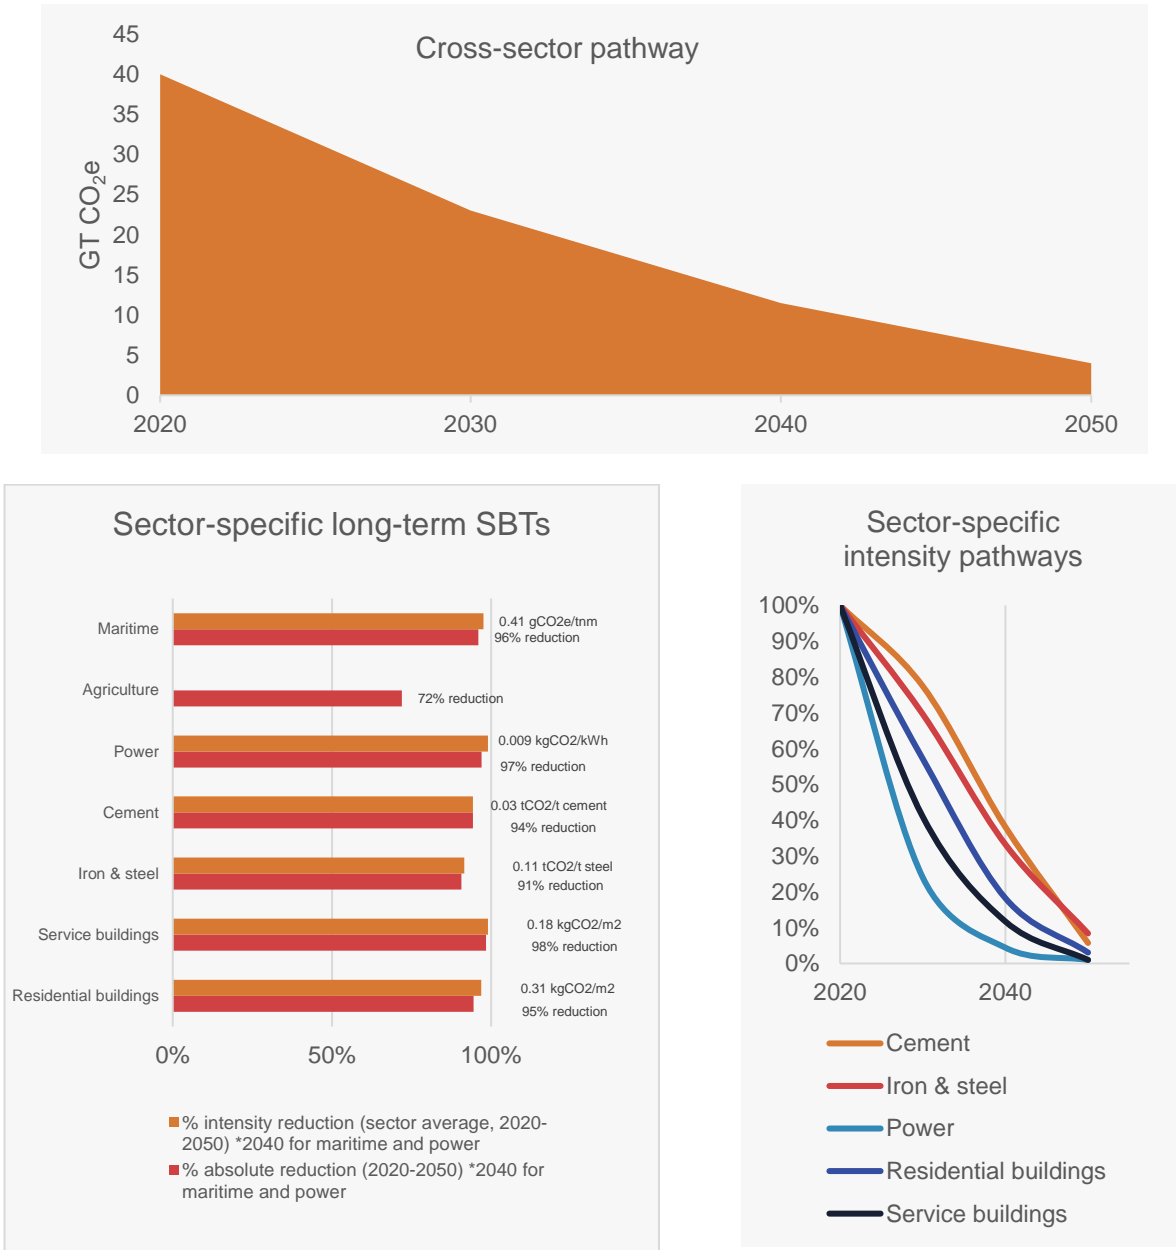 Cross-sector pathway
GT CO₂e
45
40
35
30
25
20
15
10
5
0
2020
2030
2040
2050
Sector-specific long-term SBTs
Maritime
0.41 gCO2e/tnm
96% reduction
Agriculture
72% reduction
Power
0.009 kgCO2/kWh
97% reduction
Cement
0.03 tCO2/t cement
94% reduction
Iron & steel
0.11 tCO2/t steel
91% reduction
Service buildings
0.18 kgCO2/m2
98% reduction
Residential buildings
0.31 kgCO2/m2
95% reduction
0%
50%
100%
% intensity reduction (sector average, 2020-
2050) *2040 for maritime and power
% absolute reduction (2020-2050) *2040 for
maritime and power
Sector-specific
intensity pathways
100%
90%
80%
70%
60%
50%
40%
30%
20%
10%
0%
2020
2040
Cement
Iron & steel
Power
Residential buildings
Service buildings